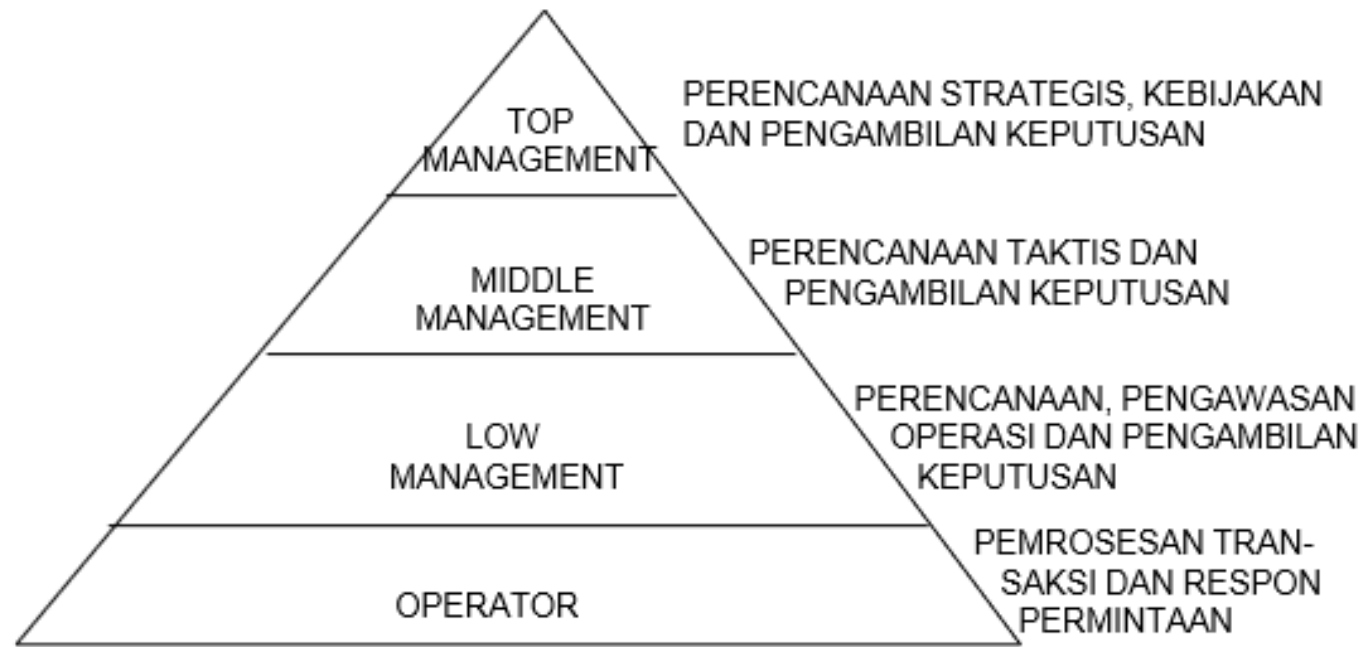 TOP
MANAGEMENT
PERENCANAAN STRATEGIS, KEBIJAKAN
DAN PENGAMBILAN KEPUTUSAN
MIDDLE
MANAGEMENT
PERENCANAAN TAKTIS DAN
PENGAMBILAN KEPUTUSAN
LOW
MANAGEMENT
PERENCANAAN, PENGAWASAN
OPERASI DAN PENGAMBILAN
KEPUTUSAN
OPERATOR
PEMROSESAN TRAN-
SAKSI DAN RESPON
PERMINTAAN